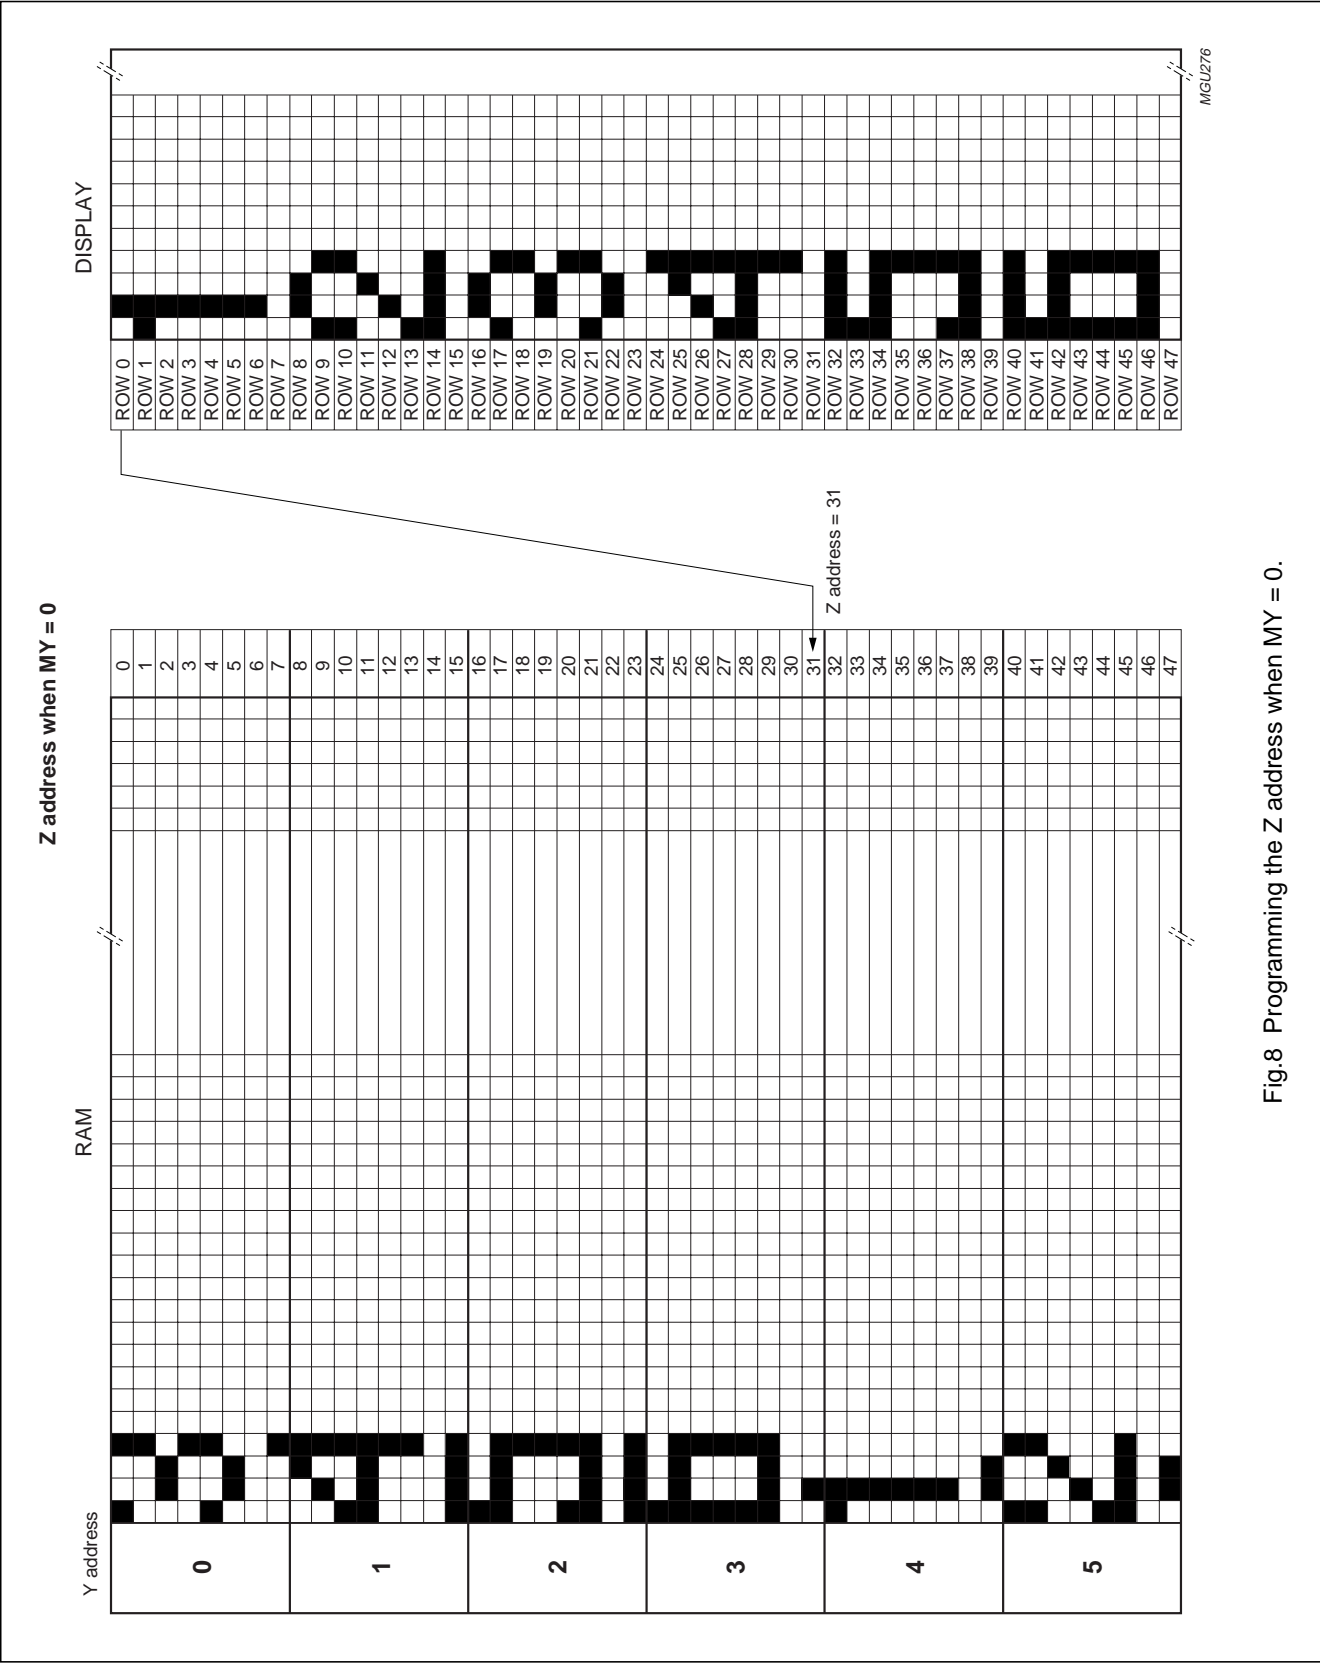 Z address when MY = 0
RAM
DISPLAY
Y address
0
1
2
3
4
5
0
1
2
3
4
5
6
7
8
9
10
11
12
13
14
15
16
17
18
19
20
21
22
23
24
25
26
27
28
29
30
31
32
33
34
35
36
37
38
39
40
41
42
43
44
45
46
47
Z address = 31
ROW 0
ROW 1
ROW 2
ROW 3
ROW 4
ROW 5
ROW 6
ROW 7
ROW 8
ROW 9
ROW 10
ROW 11
ROW 12
ROW 13
ROW 14
ROW 15
ROW 16
ROW 17
ROW 18
ROW 19
ROW 20
ROW 21
ROW 22
ROW 23
ROW 24
ROW 25
ROW 26
ROW 27
ROW 28
ROW 29
ROW 30
ROW 31
ROW 32
ROW 33
ROW 34
ROW 35
ROW 36
ROW 37
ROW 38
ROW 39
ROW 40
ROW 41
ROW 42
ROW 43
ROW 44
ROW 45
ROW 46
ROW 47
1
2
3
4
5
6
MGU276
Fig.8 Programming the Z address when MY = 0.